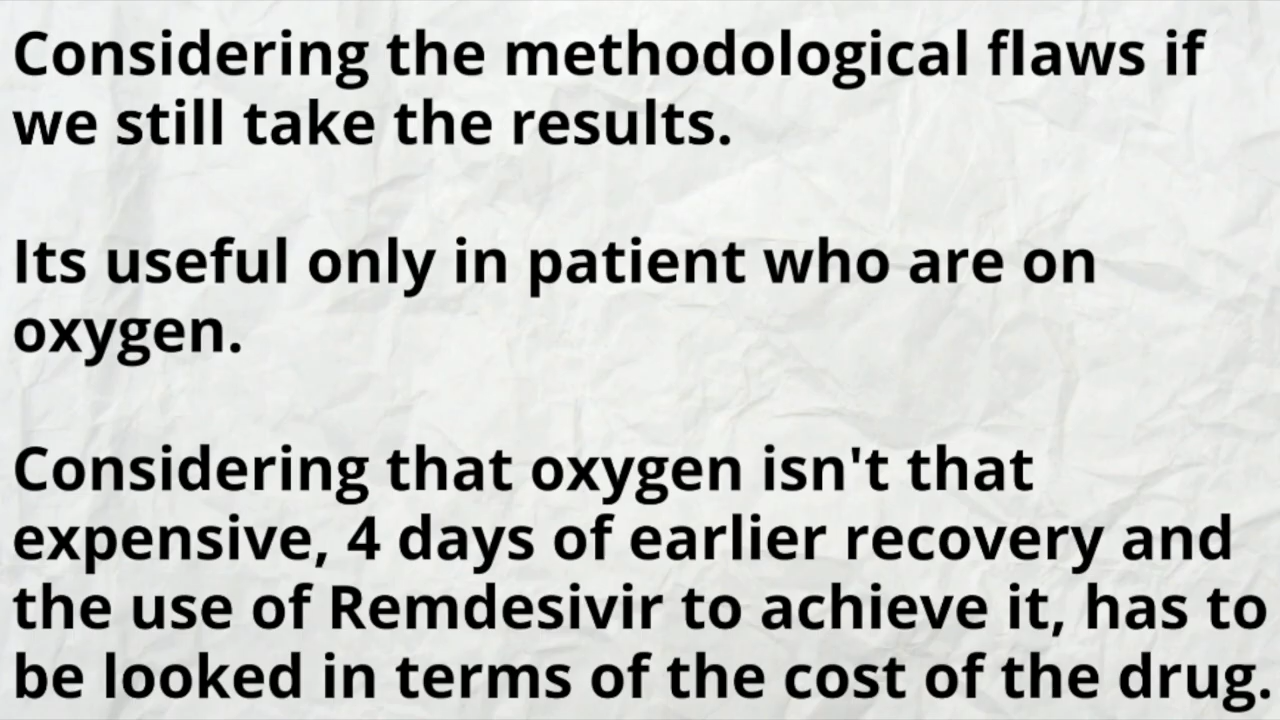 Considering the methodological flaws if
we still take the results.
Its useful only in patient who are on
oxygen.
Considering that oxygen isn't that
expensive, 4 days of earlier recovery and
the use of Remdesivir to achieve it, has to
be looked in terms of the cost of the drug.